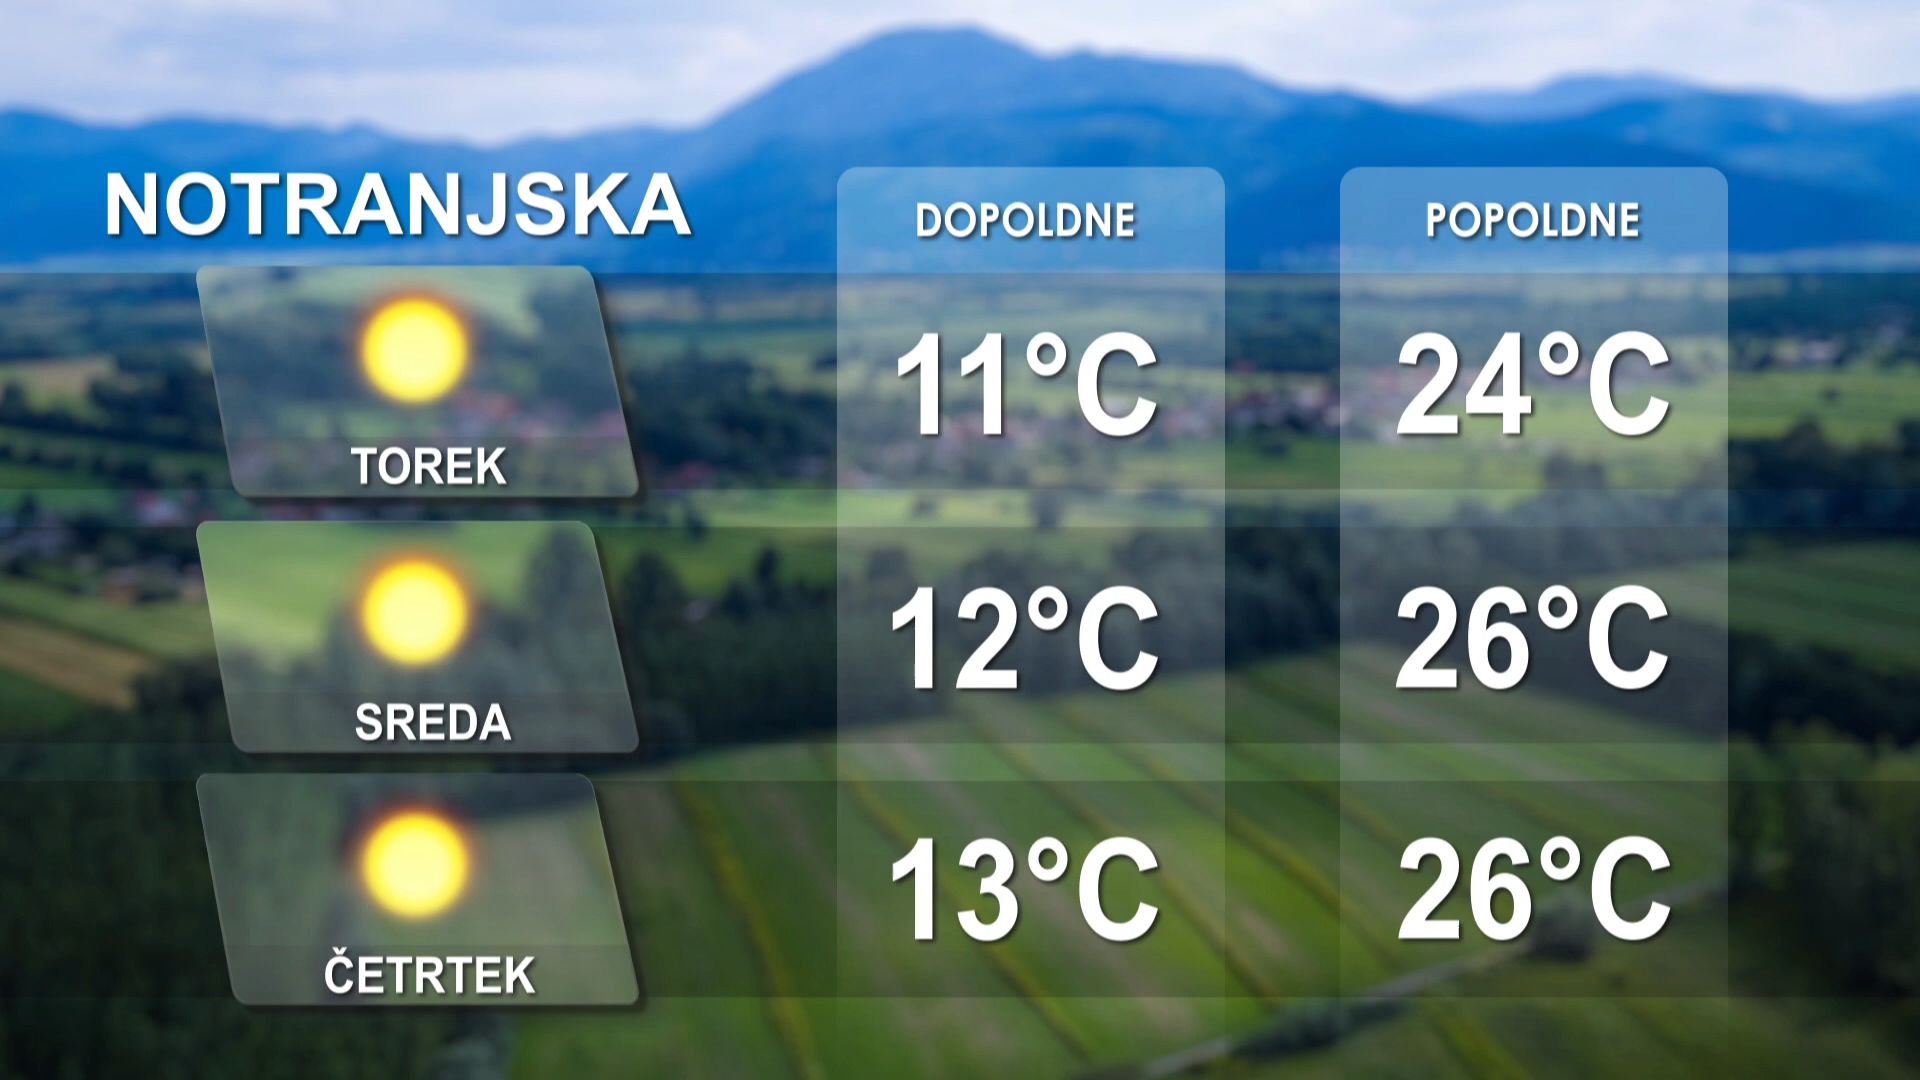 NOTRANJSKA
DOPOLDNE POPOLDNE
TOREK 11°C 24°C
SREDA 12°C 26°C
ČETRTEK 13°C 26°C